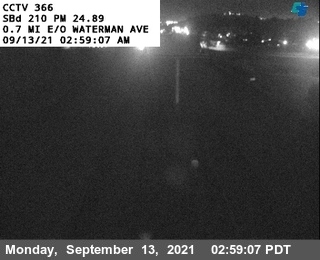 CCTV 366
SBd 210 PM 24.89
0.7 MI E/O WATERMAN AVE
09/13/21 02:59:07 AM
Monday, September 13, 2021 02:59:07 PDT